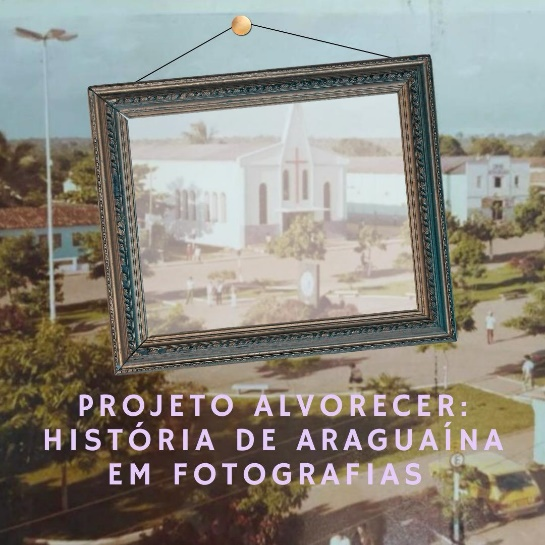 PROJETO ALVORECER:
HISTÓRIA DE ARAGUAÍNA
EM FOTOGRAFIAS